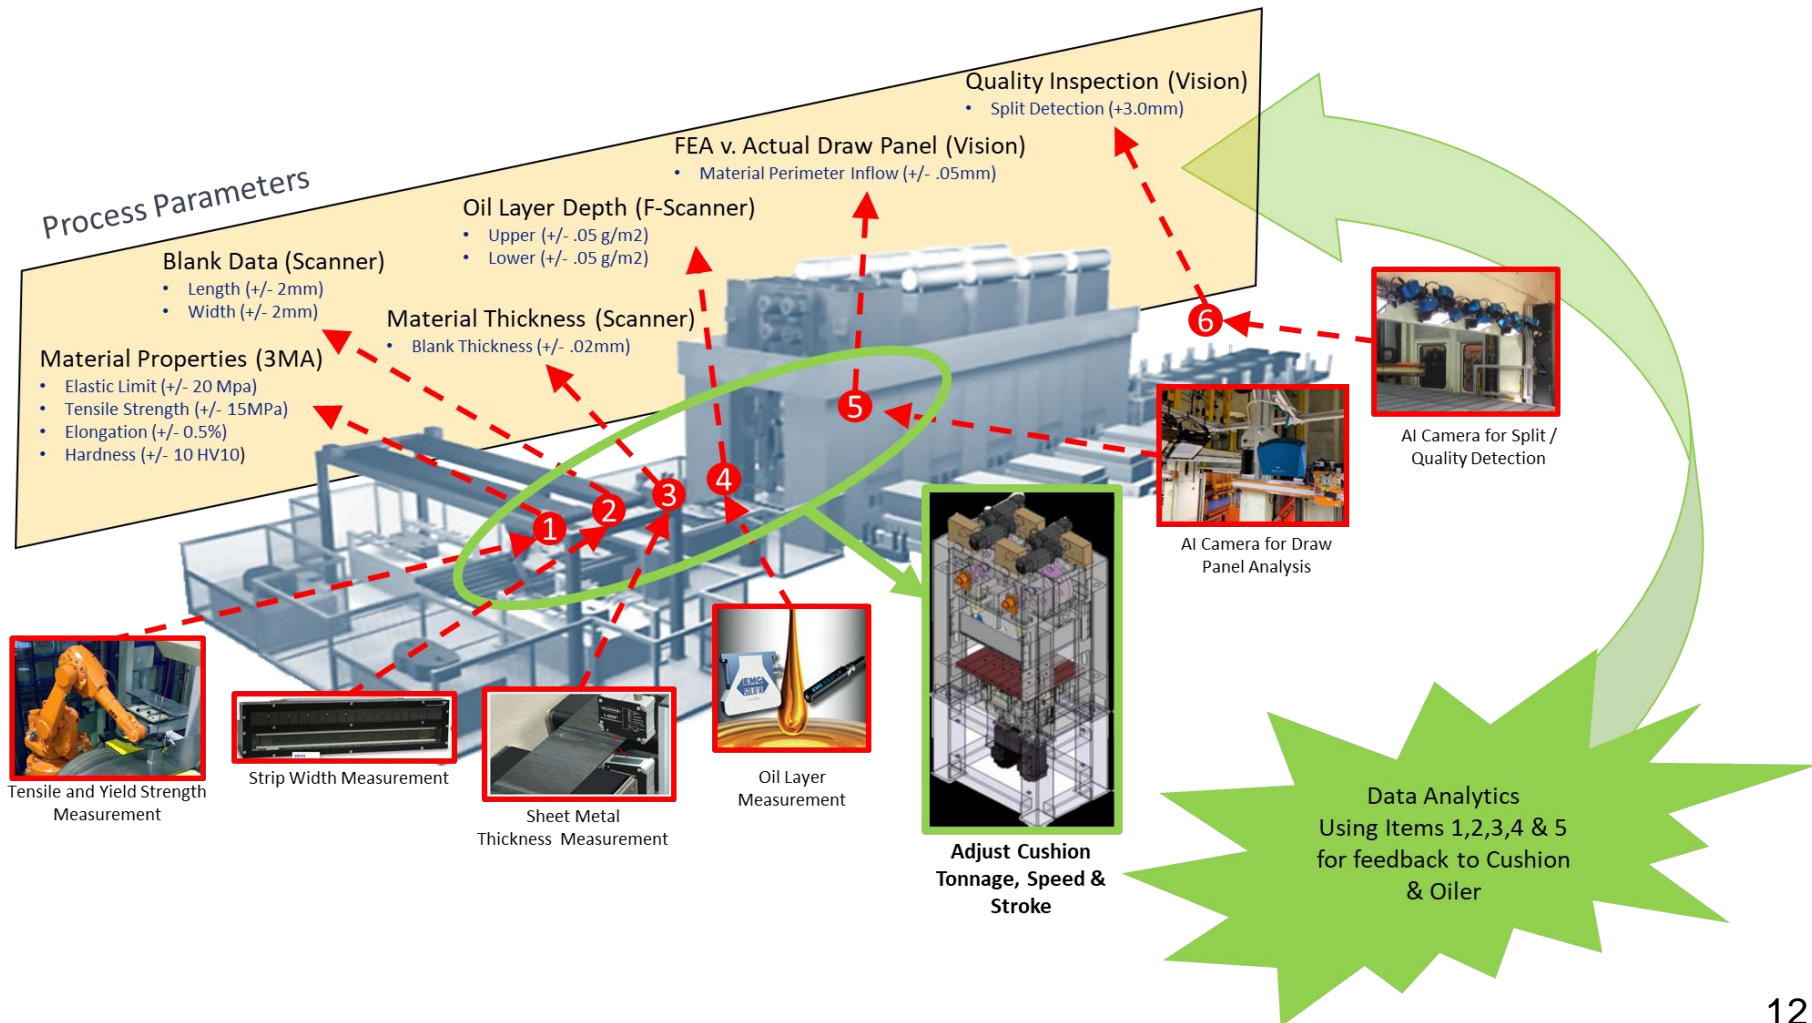 Process Parameters
Quality Inspection (Vision)
• Split Detection (+3.0mm)
FEA v. Actual Draw Panel (Vision)
• Material Perimeter Inflow (+/- .05mm)
Oil Layer Depth (F-Scanner)
• Upper (+/- .05 g/m2)
• Lower (+/- .05 g/m2)
Blank Data (Scanner)
• Length (+/- 2mm)
• Width (+/- 2mm)
Material Thickness (Scanner)
• Blank Thickness (+/- .02mm)
Material Properties (3MA)
• Elastic Limit (+/- 20 Mpa)
• Tensile Strength (+/- 15MPa)
• Elongation (+/- 0.5%)
• Hardness (+/- 10 HV10)
1
2
3
4
5
6
AI Camera for Split /
Quality Detection
AI Camera for Draw
Panel Analysis
Tensile and Yield Strength
Measurement
Strip Width Measurement
Sheet Metal
Thickness Measurement
EMG
Oil Layer
Measurement
Adjust Cushion
Tonnage, Speed &
Stroke
Data Analytics
Using Items 1,2,3,4 & 5
for feedback to Cushion
& Oiler
12